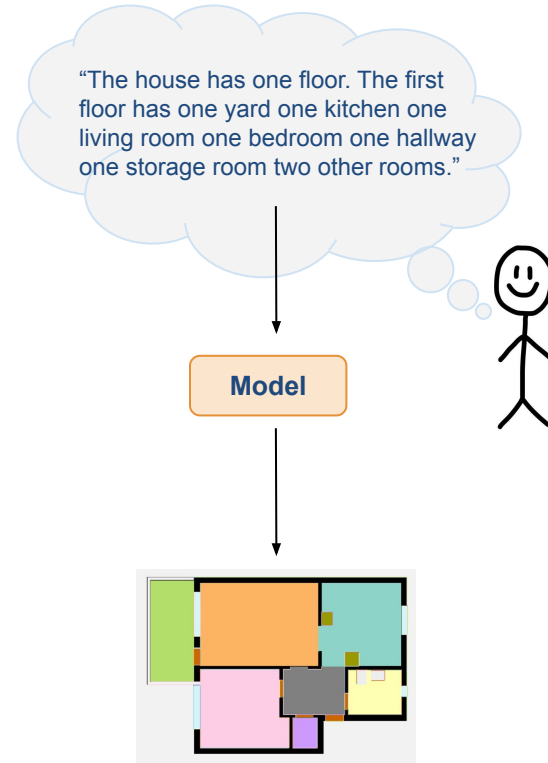 “The house has one floor. The first
floor has one yard one kitchen one
living room one bedroom one hallway
one storage room two other rooms.”
Model